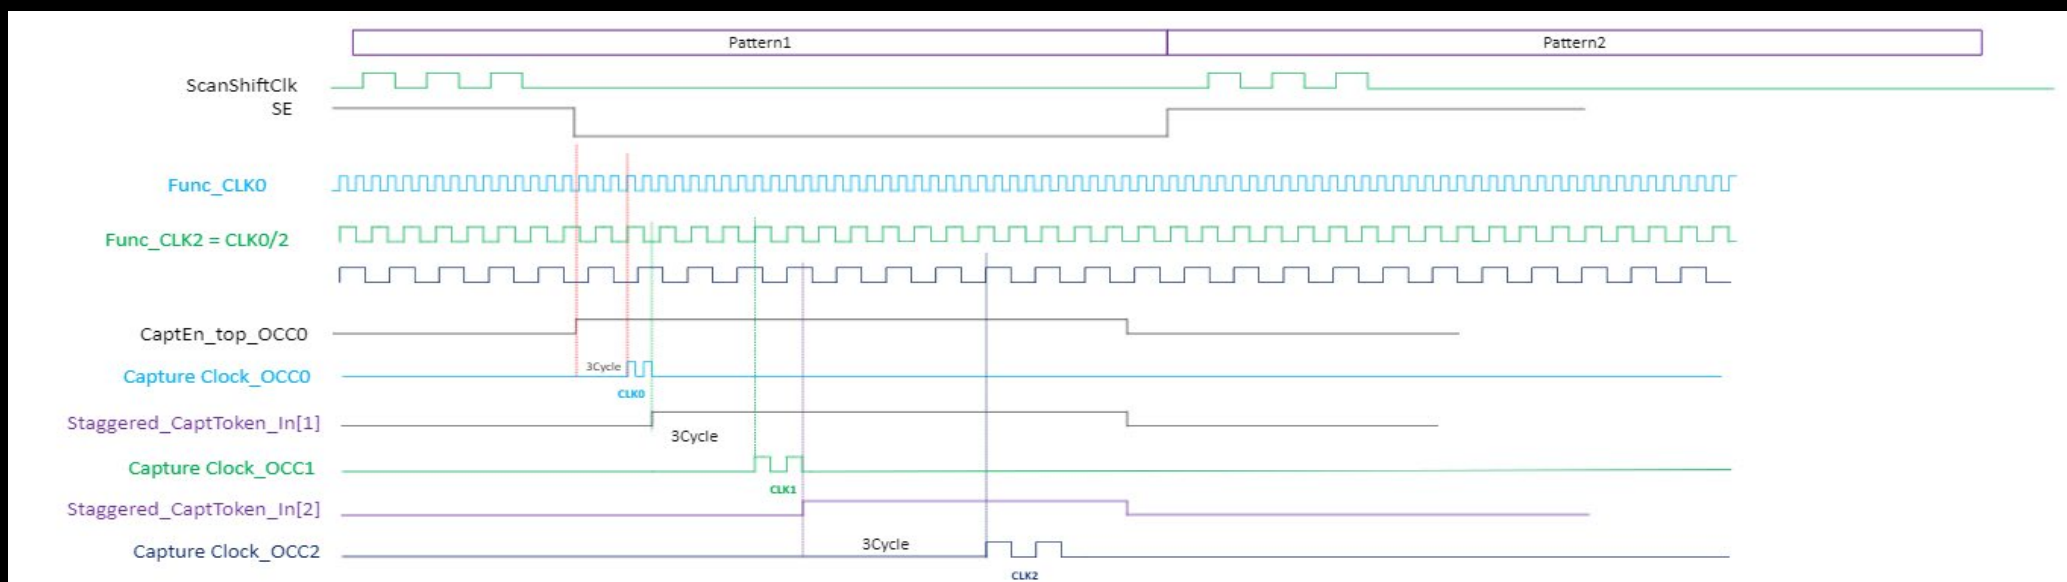 Pattern1 Pattern2
ScanShiftClk
SE
Func_CLK0
Func_CLK2 = CLK0/2
CaptEn_top_OCC0
Capture Clock_OCC0 3Cycle
CLK0
Staggered_CaptToken_In[1]
3Cycle
Capture Clock_OCC1
CLK1
Staggered_CaptToken_In[2]
Capture Clock_OCC2 3Cycle
CLK2